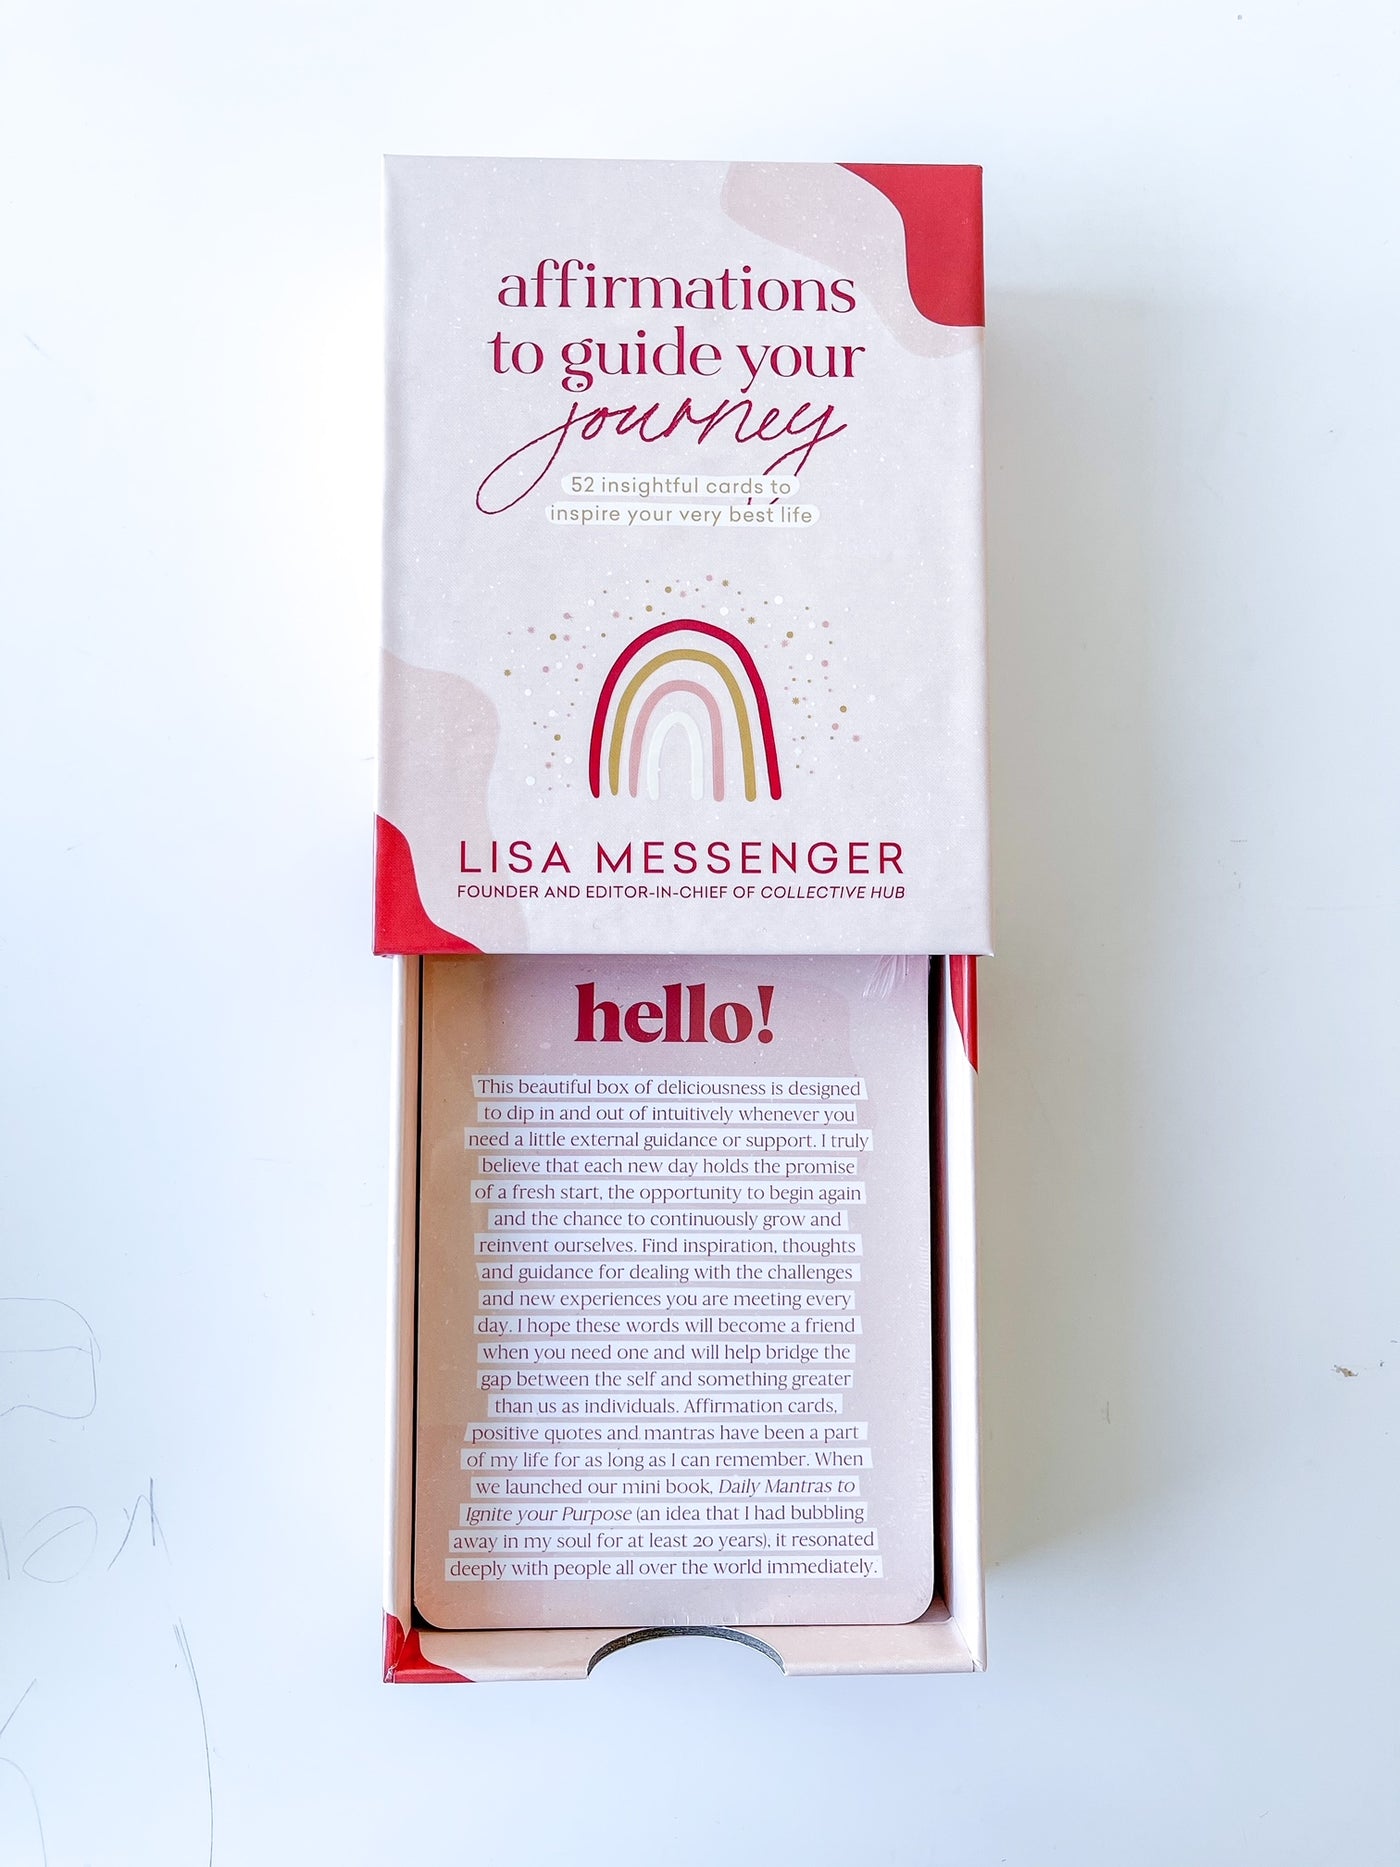 affirmations
to guide your
journey
52 insightful cards to
inspire your very best life
LISA MESSENGER
FOUNDER AND EDITOR-IN-CHIEF OF COLLECTIVE HUB
hello!
This beautiful box of deliciousness is designed
to dip in and out of intuitively whenever you
need a little external guidance or support. I truly
believe that each new day holds the promise
of a fresh start, the opportunity to begin again
and the chance to continuously grow and
reinvent ourselves. Find inspiration, thoughts
and guidance for dealing with the challenges
and new experiences you are meeting every
day. I hope these words will become a friend
when you need one and will help bridge the
gap between the self and something greater
than us as individuals. Affirmation cards,
positive quotes and mantras have been a part
of my life for as long as I can remember. When
we launched our mini book, Daily Mantras to
Ignite your Purpose (an idea that I had bubbling
away in my soul for at least 20 years), it resonated
deeply with people all over the world immediately.